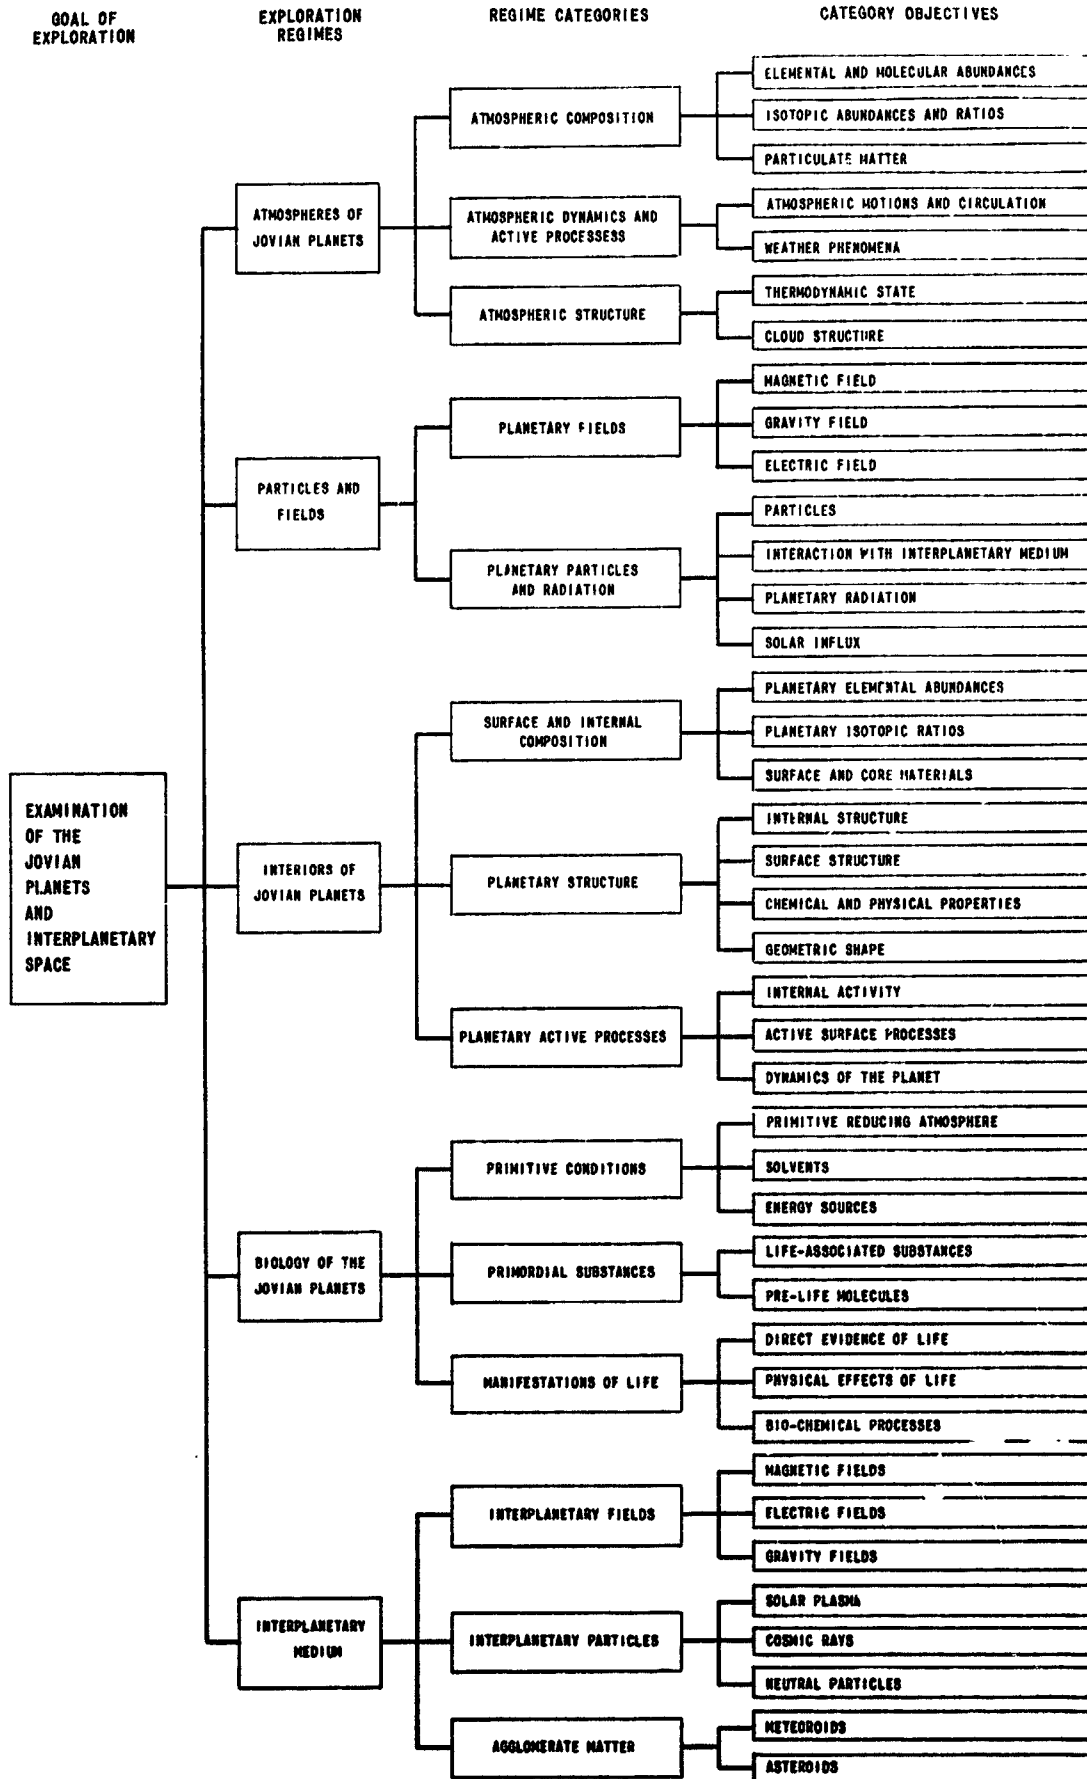 GOAL OF
EXPLORATION
EXPLORATION
REGIMES
REGIME CATEGORIES
CATEGORY OBJECTIVES
EXAMINATION
OF THE
JOVIAN
PLANETS
AND
INTERPLANETARY
SPACE
ATMOSPHERES OF
JOVIAN PLANETS
ATMOSPHERIC COMPOSITION
ELEMENTAL AND MOLECULAR ABUNDANCES
ISOTOPIC ABUNDANCES AND RATIOS
PARTICULATE MATTER
ATMOSPHERIC DYNAMICS AND
ACTIVE PROCESSESS
ATMOSPHERIC MOTIONS AND CIRCULATION
WEATHER PHENOMENA
ATMOSPHERIC STRUCTURE
THERMODYNAMIC STATE
CLOUD STRUCTURE
PARTICLES AND
FIELDS
PLANETARY FIELDS
MAGNETIC FIELD
GRAVITY FIELD
ELECTRIC FIELD
PLANETARY PARTICLES
AND RADIATION
PARTICLES
INTERACTION WITH INTERPLANETARY MEDIUM
PLANETARY RADIATION
SOLAR INFLUX
INTERIORS OF
JOVIAN PLANETS
SURFACE AND INTERNAL
COMPOSITION
PLANETARY ELEMENTAL ABUNDANCES
PLANETARY ISOTOPIC RATIOS
SURFACE AND CORE MATERIALS
PLANETARY STRUCTURE
INTERNAL STRUCTURE
SURFACE STRUCTURE
CHEMICAL AND PHYSICAL PROPERTIES
GEOMETRIC SHAPE
PLANETARY ACTIVE PROCESSES
INTERNAL ACTIVITY
ACTIVE SURFACE PROCESSES
DYNAMICS OF THE PLANET
BIOLOGY OF THE
JOVIAN PLANETS
PRIMITIVE CONDITIONS
PRIMITIVE REDUCING ATMOSPHERE
SOLVENTS
ENERGY SOURCES
PRIMORDIAL SUBSTANCES
LIFE-ASSOCIATED SUBSTANCES
PRE-LIFE MOLECULES
MANIFESTATIONS OF LIFE
DIRECT EVIDENCE OF LIFE
PHYSICAL EFFECTS OF LIFE
BIO-CHEMICAL PROCESSES
INTERPLANETARY
MEDIUM
INTERPLANETARY FIELDS
MAGNETIC FIELDS
ELECTRIC FIELDS
GRAVITY FIELDS
INTERPLANETARY PARTICLES
SOLAR PLASMA
COSMIC RAYS
NEUTRAL PARTICLES
AGGLOMERATE MATTER
METEOROIDS
ASTEROIDS